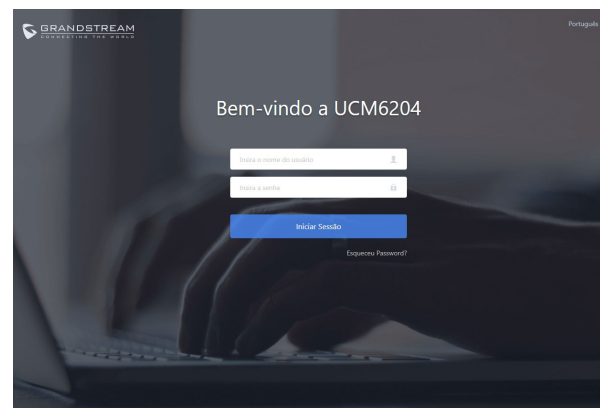 GRANDSTREAM
CONNECTING THE WORLD
Português
Bem-vindo a UCM6204
Insira o nome do usuário
Insira a senha
Iniciar Sessão
Esqueceu Password?